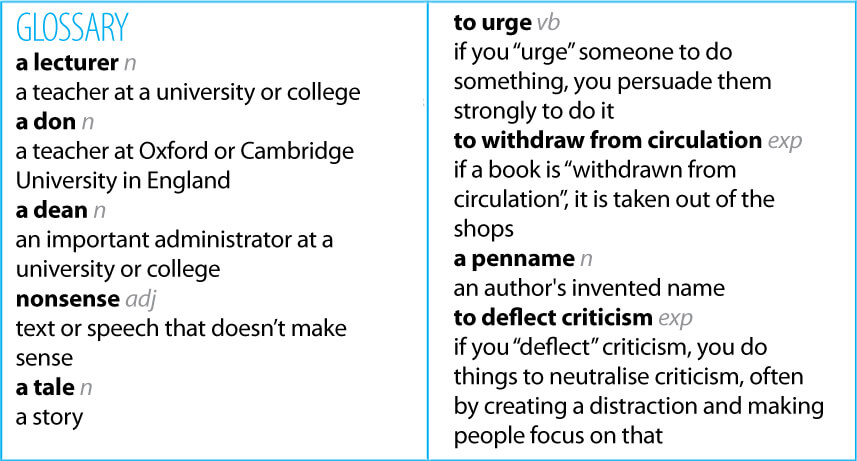 GLOSSARY
a lecturer n
a teacher at a university or college
a don n
a teacher at Oxford or Cambridge
University in England
a dean n
an important administrator at a
university or college
nonsense adj
text or speech that doesn’t make
sense
a tale n
a story
to urge vb
if you “urge” someone to do
something, you persuade them
strongly to do it
to withdraw from circulation exp
if a book is “withdrawn from
circulation”, it is taken out of the
shops
a penname n
an author's invented name
to deflect criticism exp
if you “deflect” criticism, you do
things to neutralise criticism, often
by creating a distraction and making
people focus on that